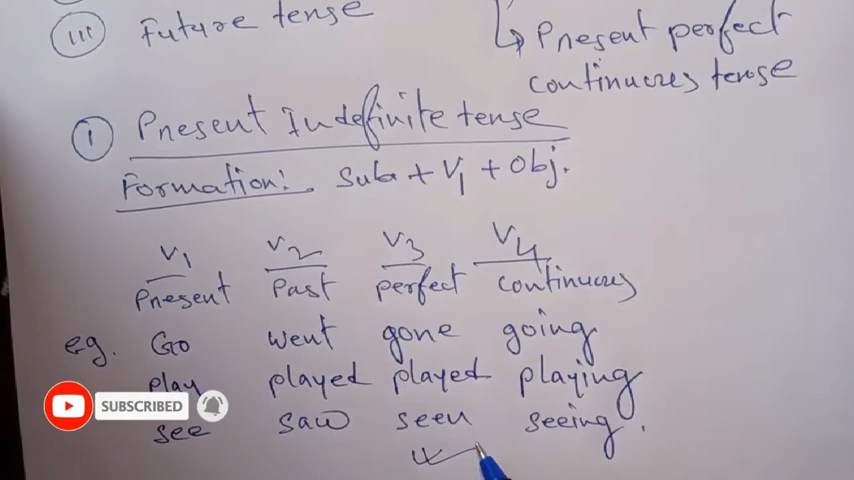 III Future tense
↳ Present perfect
continuous tense
1 Present Indefinite tense
Formation:. Sub + V1 + Obj.
V1 V2 V3 V4
Present Past perfect continuous
eg. Go went gone going
play played played playing
SUBSCRIBED
see saw seen seeing.